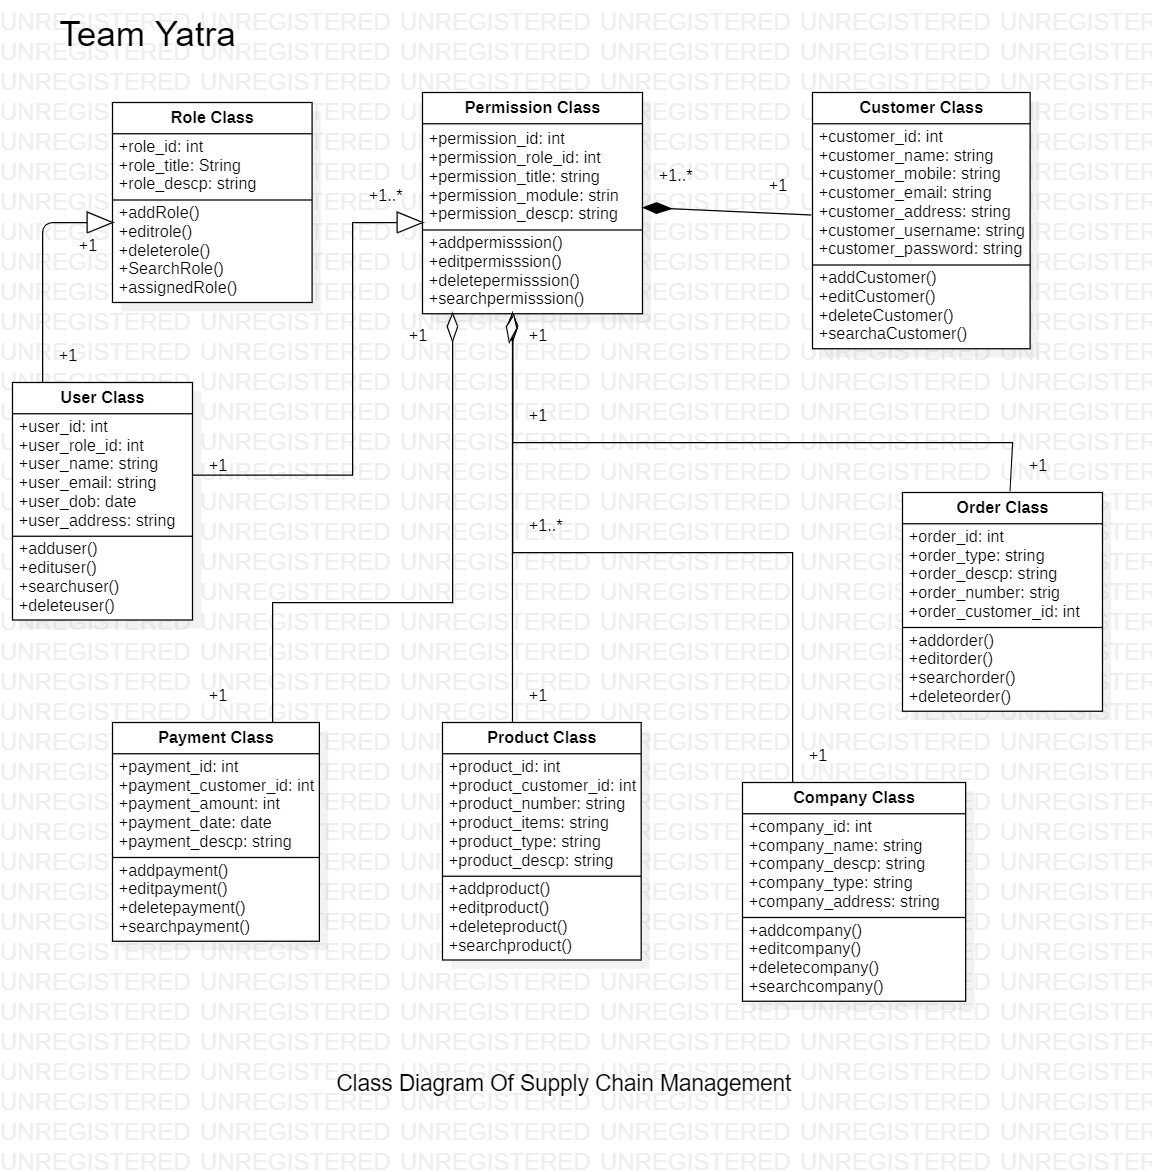 Team Yatra
Role Class
+role_id: int
+role_title: String
+role_descp: string
+addRole()
+editrole()
+deleterole()
+SearchRole()
+assignedRole()
Permission Class
+permission_id: int
+permission_role_id: int
+permission_title: string
+permission_module: strin
+permission_descp: string
+addpermisssion()
+editpermisssion()
+deletepermisssion()
+searchpermisssion()
Customer Class
+customer_id: int
+customer_name: string
+customer_mobile: string
+customer_email: string
+customer_address: string
+customer_username: string
+customer_password: string
+addCustomer()
+editCustomer()
+deleteCustomer()
+searchaCustomer()
+1..*
+1
+1..*
+1
+1
+1
+1
+1
+1
+1
+1..*
+1
+1
+1
+1
User Class
+user_id: int
+user_role_id: int
+user_name: string
+user_email: string
+user_dob: date
+user_address: string
+adduser()
+edituser()
+searchuser()
+deleteuser()
Order Class
+order_id: int
+order_type: string
+order_descp: string
+order_number: strig
+order_customer_id: int
+addorder()
+editorder()
+searchorder()
+deleteorder()
Payment Class
+payment_id: int
+payment_customer_id: int
+payment_amount: int
+payment_date: date
+payment_descp: string
+addpayment()
+editpayment()
+deletepayment()
+searchpayment()
Product Class
+product_id: int
+product_customer_id: int
+product_number: string
+product_items: string
+product_type: string
+product_descp: string
+addproduct()
+editproduct()
+deleteproduct()
+searchproduct()
Company Class
+company_id: int
+company_name: string
+company_descp: string
+company_type: string
+company_address: string
+addcompany()
+editcompany()
+deletecompany()
+searchcompany()
Class Diagram Of Supply Chain Management
UNREGISTERED